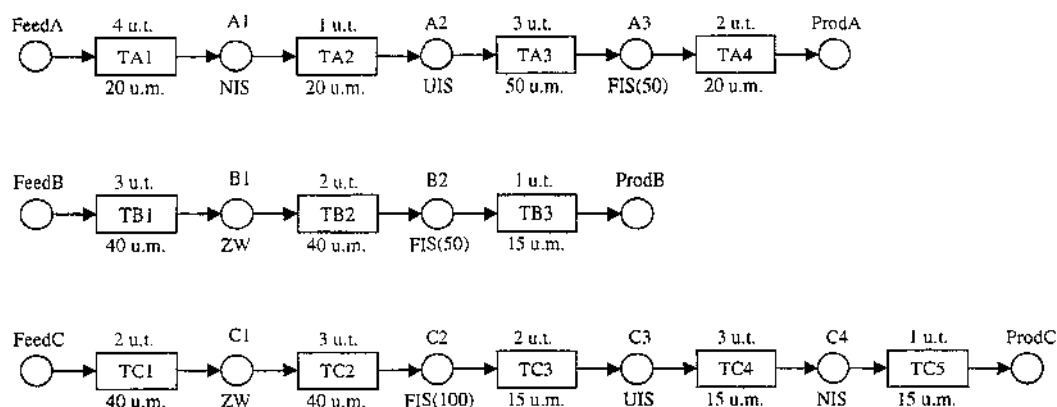 FeedA 4 u.t. A1 1 u.t. A2 3 u.t. A3 2 u.t. ProdA
TA1 TA2 TA3 TA4
20 u.m. NIS 20 u.m. UIS 50 u.m. FIS(50) 20 u.m.
FeedB 3 u.t. B1 2 u.t. B2 1 u.t. ProdB
TB1 TB2 TB3
40 u.m. ZW 40 u.m. FIS(50) 15 u.m.
FeedC 2 u.t. C1 3 u.t. C2 2 u.t. C3 3 u.t. C4 1 u.t. ProdC
TC1 TC2 TC3 TC4 TC5
40 u.m. ZW 40 u.m. FIS(100) 15 u.m. UIS 15 u.m. NIS 15 u.m.